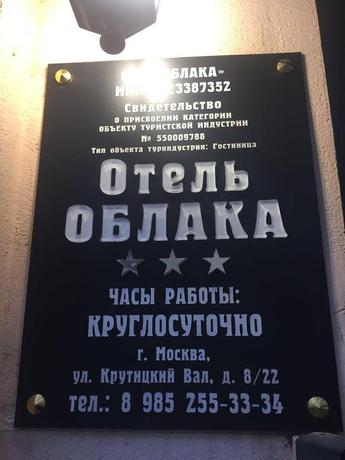 ОБЛАКА»
23387352
Свидетельство
О ПРИСВОЕНИИ КАТЕГОРИИ
ОБЪЕКТУ ТУРИСТСКОЙ ИНДУСТРИИ
№ 550009788
Тип объекта туриндустрии: Гостиница
Отель
ОБЛАКА
ЧАСЫ РАБОТЫ:
КРУГЛОСУТОЧНО
г. Москва,
ул. Крутицкий Вал, д. 8/22
тел.: 8 985 255-33-34